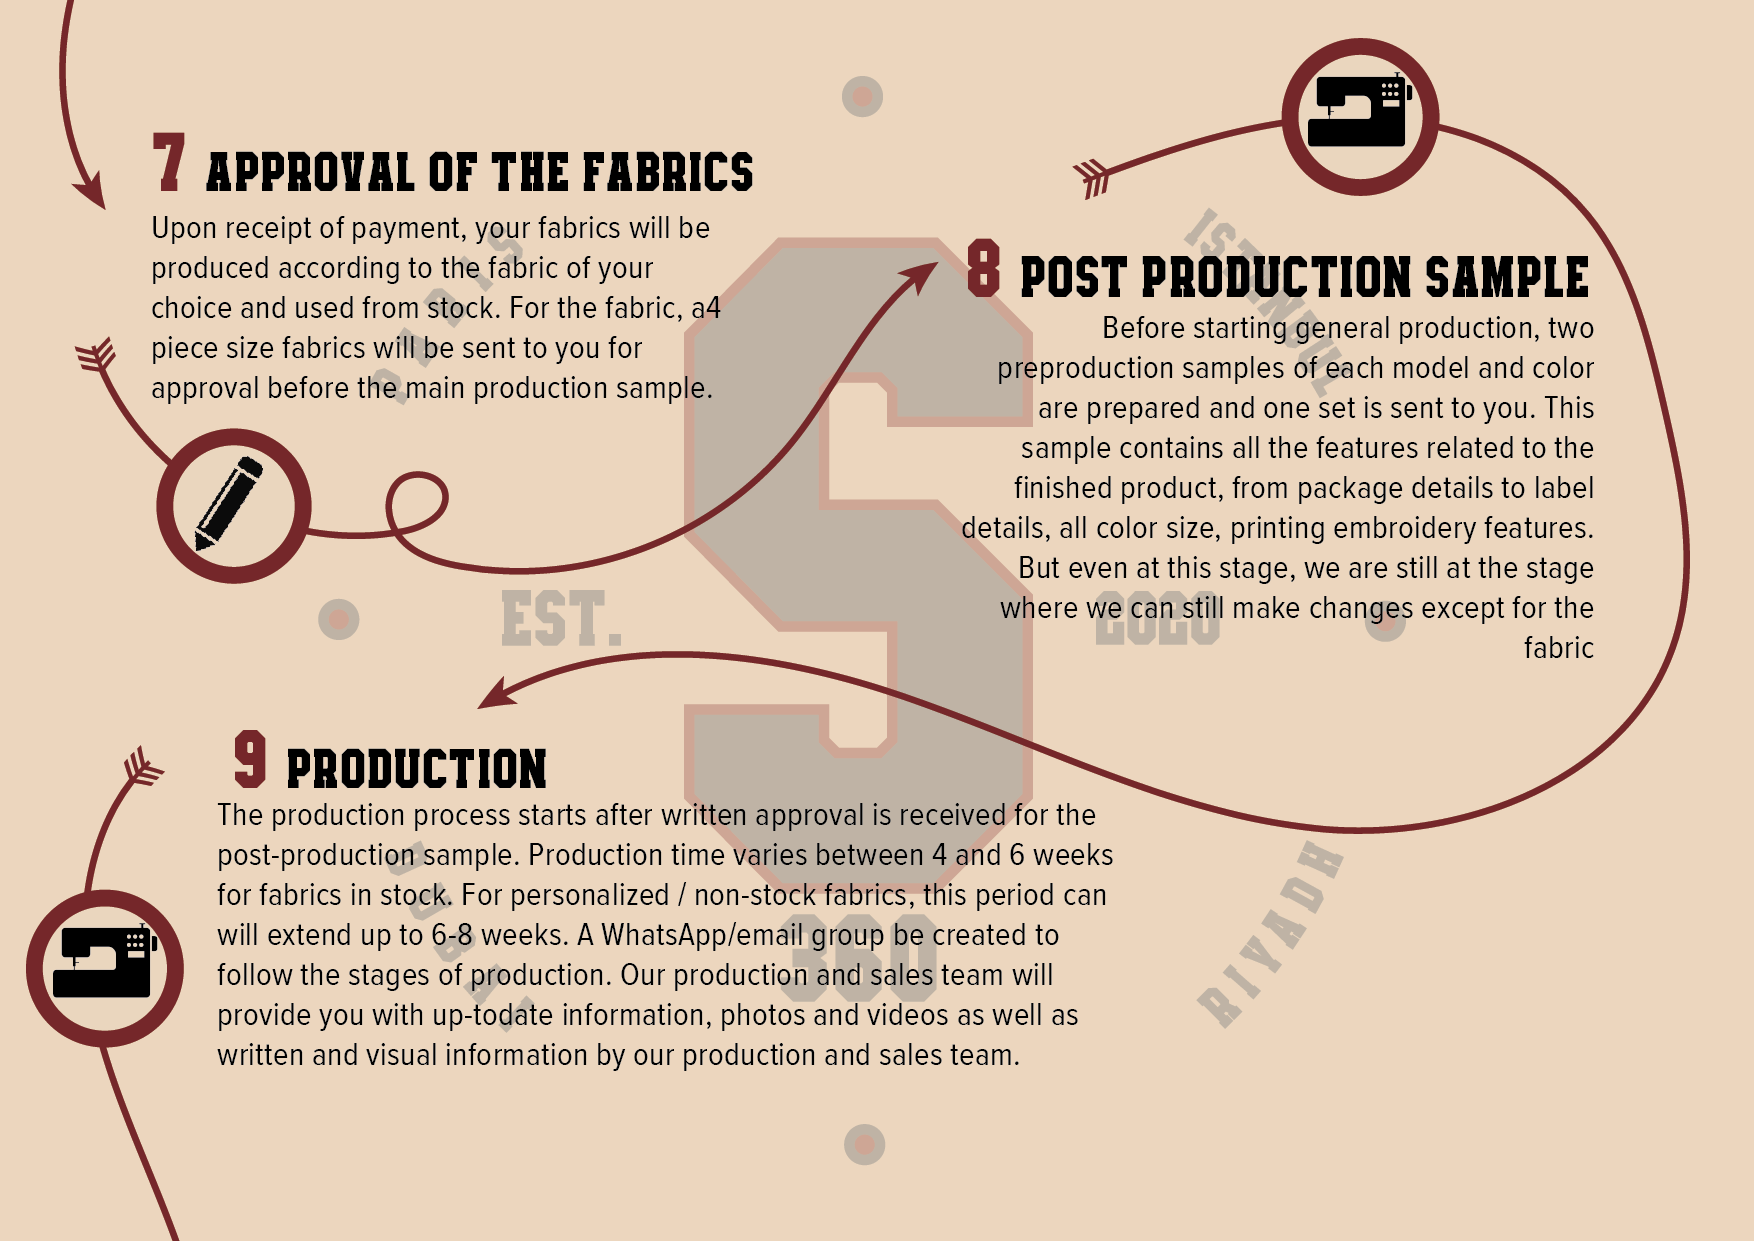 7 APPROVAL OF THE FABRICS
Upon receipt of payment, your fabrics will be
produced according to the fabric of your
choice and used from stock. For the fabric, a4
piece size fabrics will be sent to you for
approval before the main production sample.
8 POST PRODUCTION SAMPLE
Before starting general production, two
preproduction samples of each model and color
are prepared and one set is sent to you. This
sample contains all the features related to the
finished product, from package details to label
details, all color size, printing embroidery features.
But even at this stage, we are still at the stage
where we can still make changes except for the
fabric
9 PRODUCTION
The production process starts after written approval is received for the
post-production sample. Production time varies between 4 and 6 weeks
for fabrics in stock. For personalized / non-stock fabrics, this period can
will extend up to 6-8 weeks. A WhatsApp/email group be created to
follow the stages of production. Our production and sales team will
provide you with up-todate information, photos and videos as well as
written and visual information by our production and sales team.
PARIS
ISTANBUL
S
EST.
2020
360
DUBAI
RIYADH